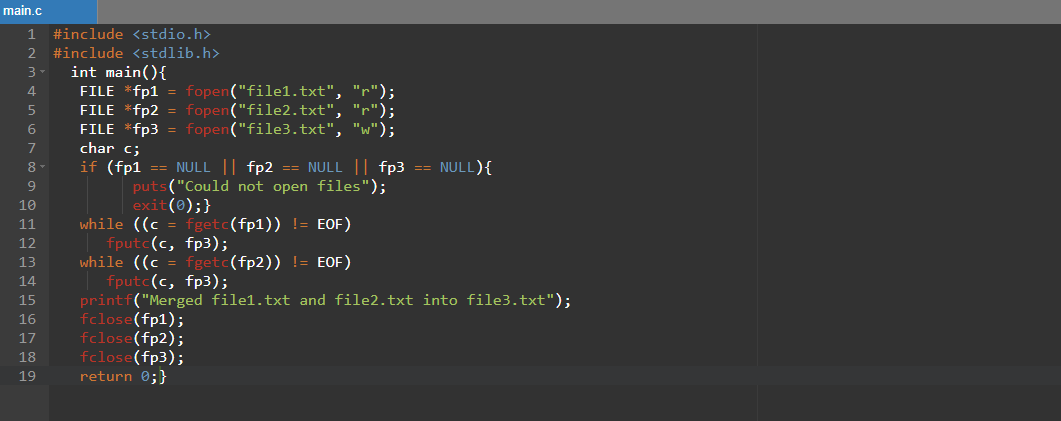 main.c
1 #include <stdio.h>
2 #include <stdlib.h>
3 int main(){
4 FILE *fp1 = fopen("file1.txt", "r");
5 FILE *fp2 = fopen("file2.txt", "r");
6 FILE *fp3 = fopen("file3.txt", "w");
7 char c;
8 if (fp1 == NULL || fp2 == NULL || fp3 == NULL){
9 puts("Could not open files");
10 exit(0);}
11 while ((c = fgetc(fp1)) != EOF)
12 fputc(c, fp3);
13 while ((c = fgetc(fp2)) != EOF)
14 fputc(c, fp3);
15 printf("Merged file1.txt and file2.txt into file3.txt");
16 fclose(fp1);
17 fclose(fp2);
18 fclose(fp3);
19 return 0;}